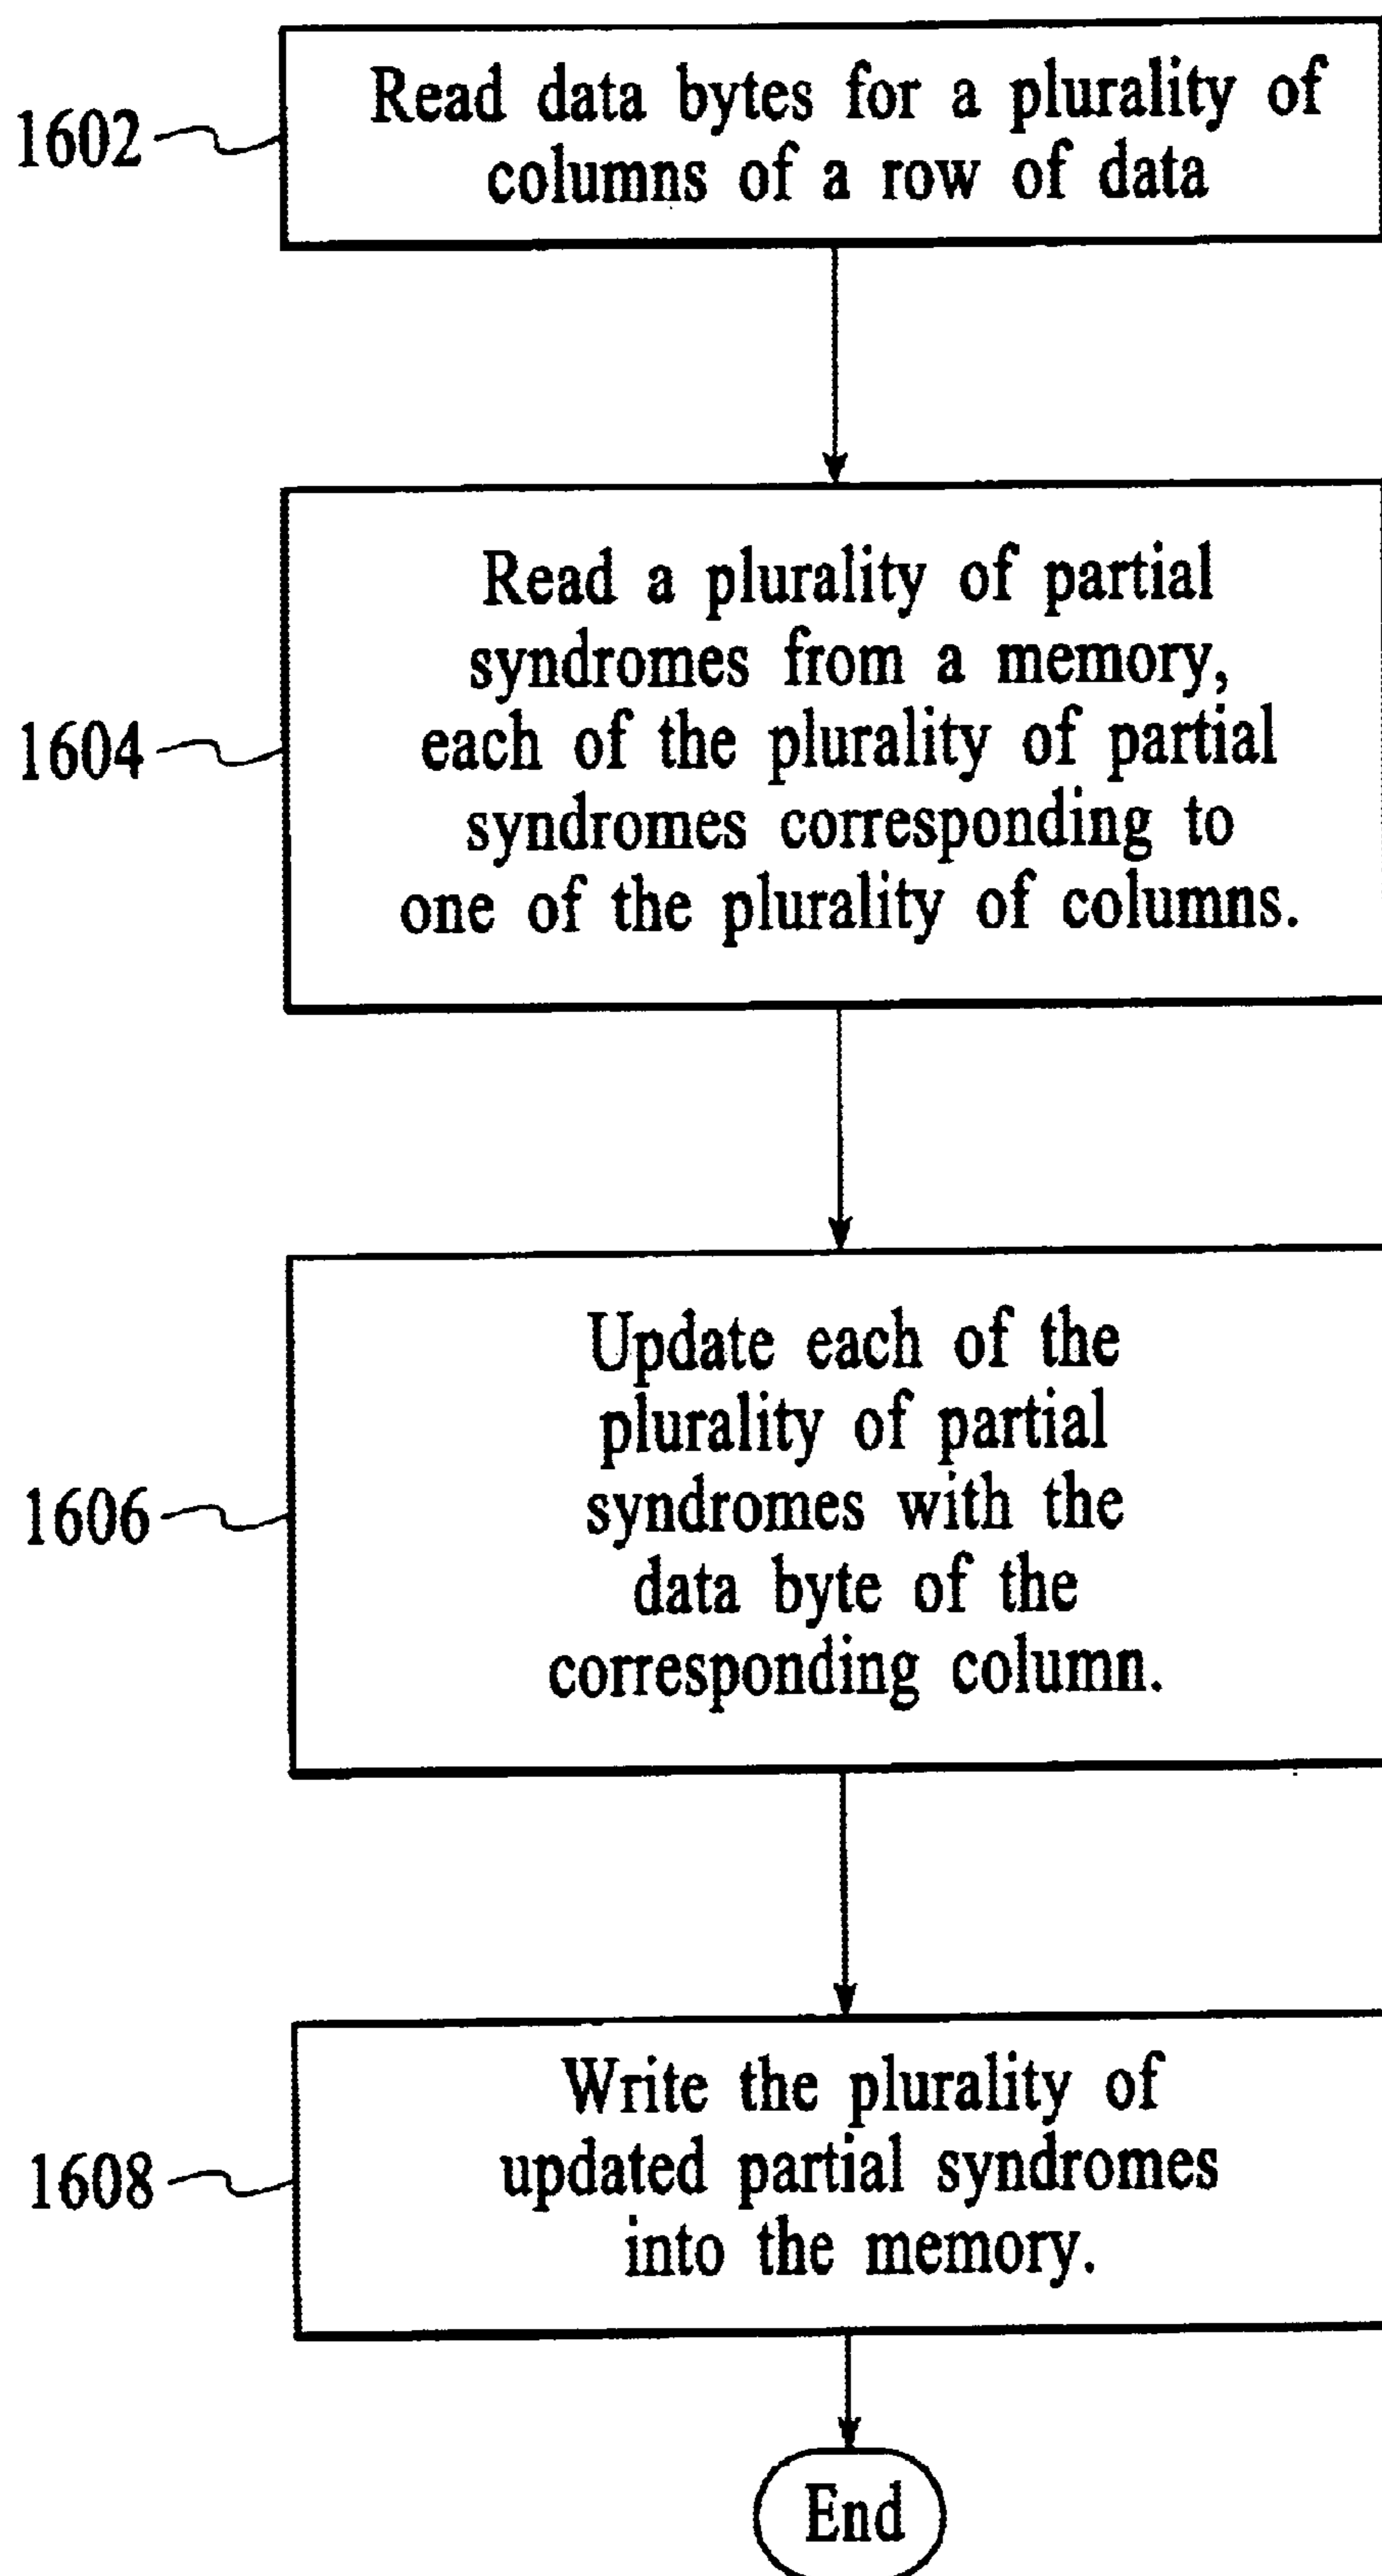 1602
Read data bytes for a plurality of
columns of a row of data
1604
Read a plurality of partial
syndromes from a memory,
each of the plurality of partial
syndromes corresponding to
one of the plurality of columns.
1606
Update each of the
plurality of partial
syndromes with the
data byte of the
corresponding column.
1608
Write the plurality of
updated partial syndromes
into the memory.
End